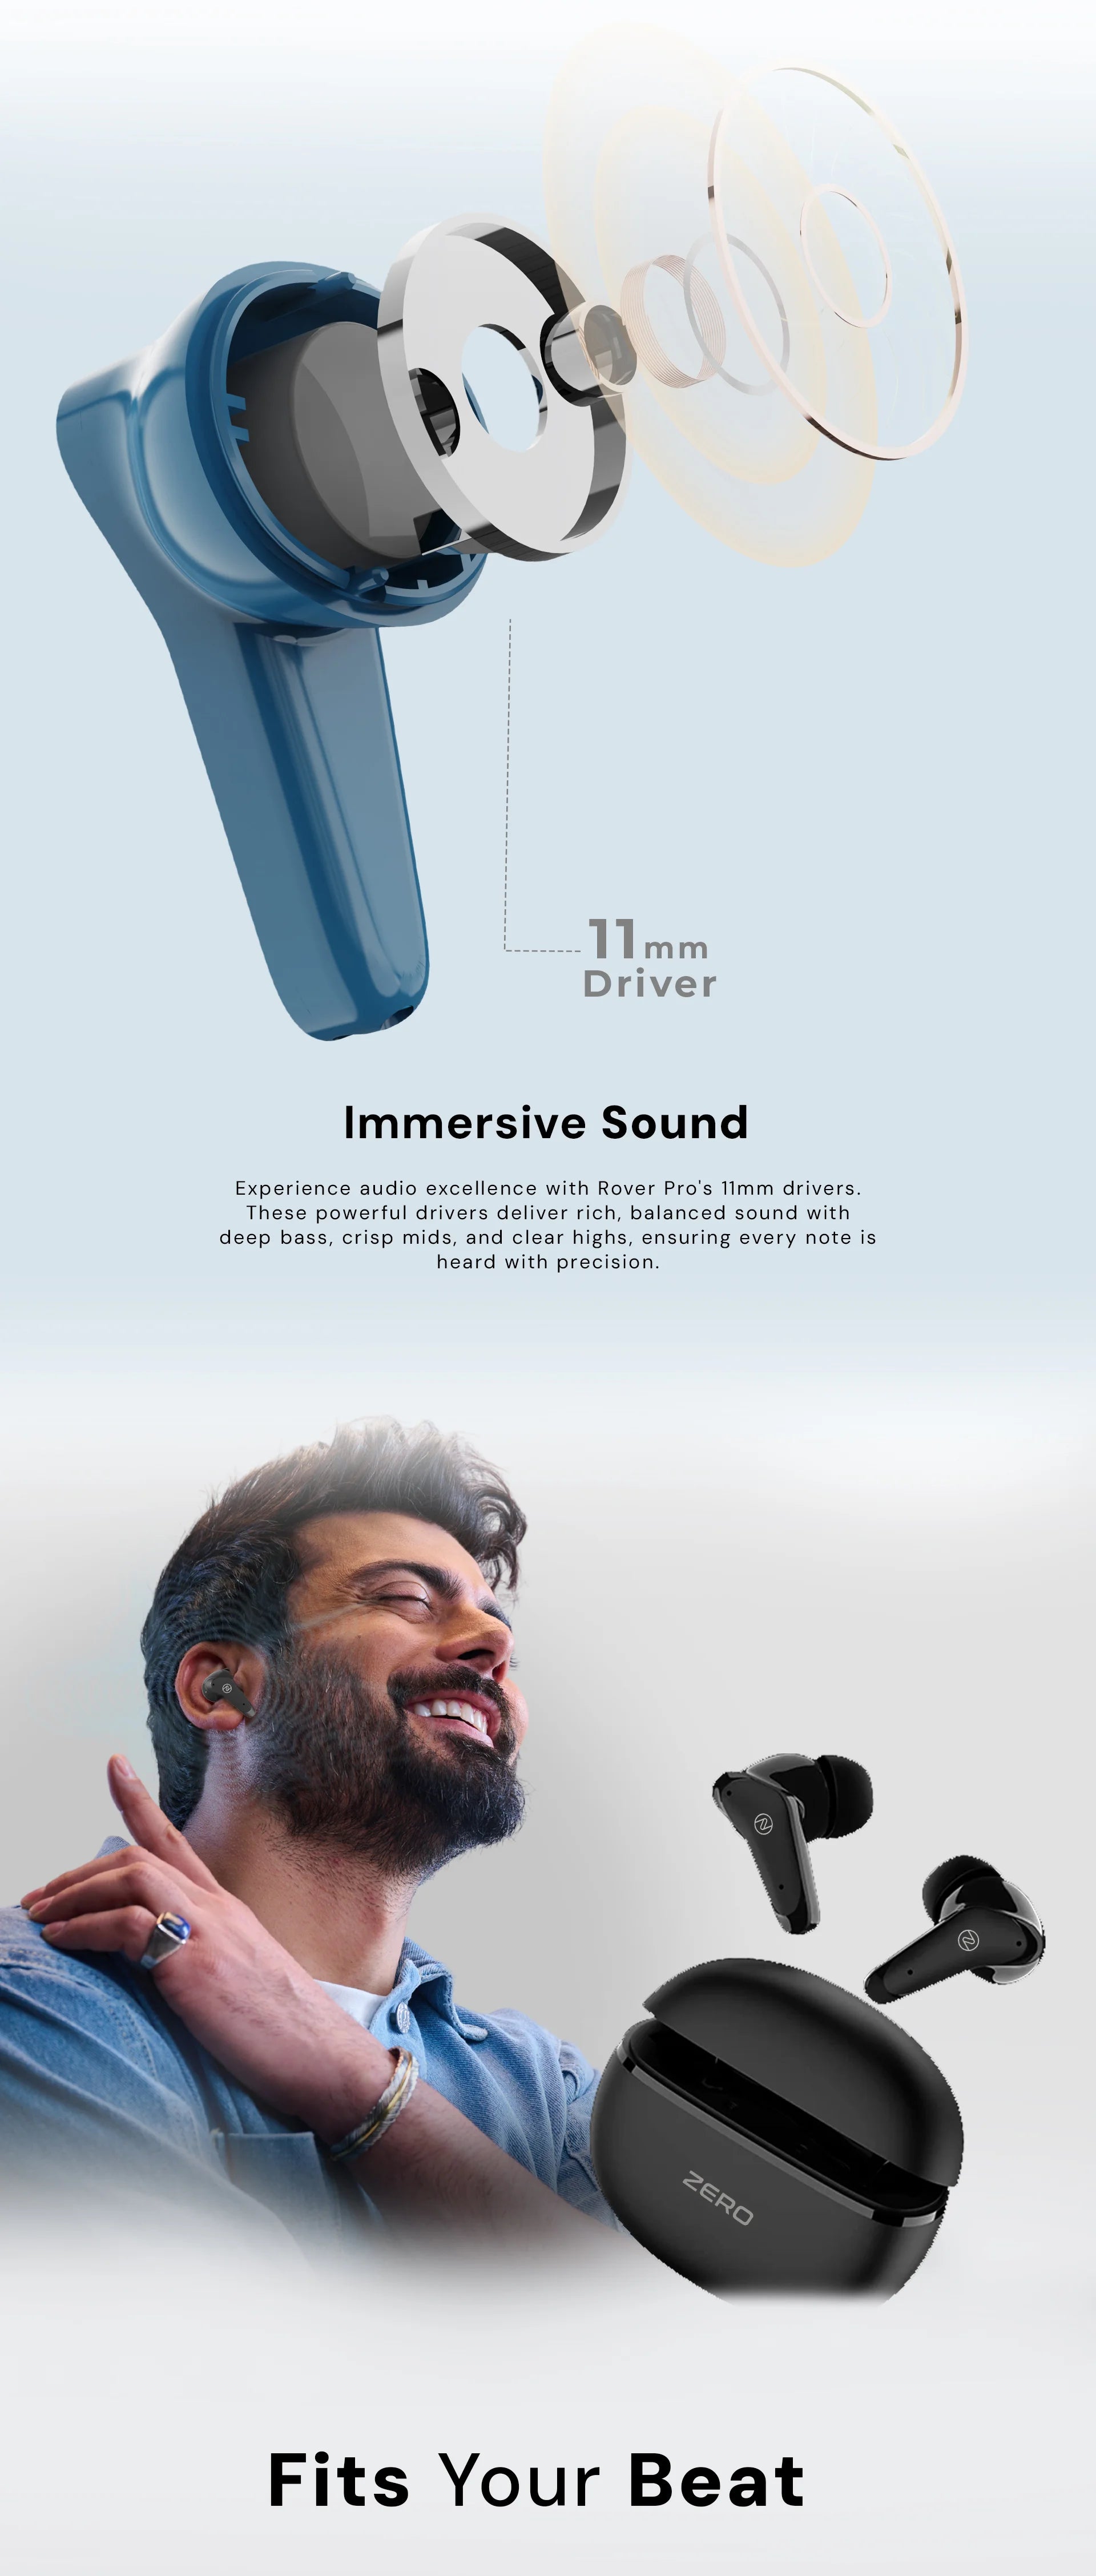 11mm
Driver
Immersive Sound
Experience audio excellence with Rover Pro's 11mm drivers.
These powerful drivers deliver rich, balanced sound with
deep bass, crisp mids, and clear highs, ensuring every note is
heard with precision.
ZERO
Fits Your Beat